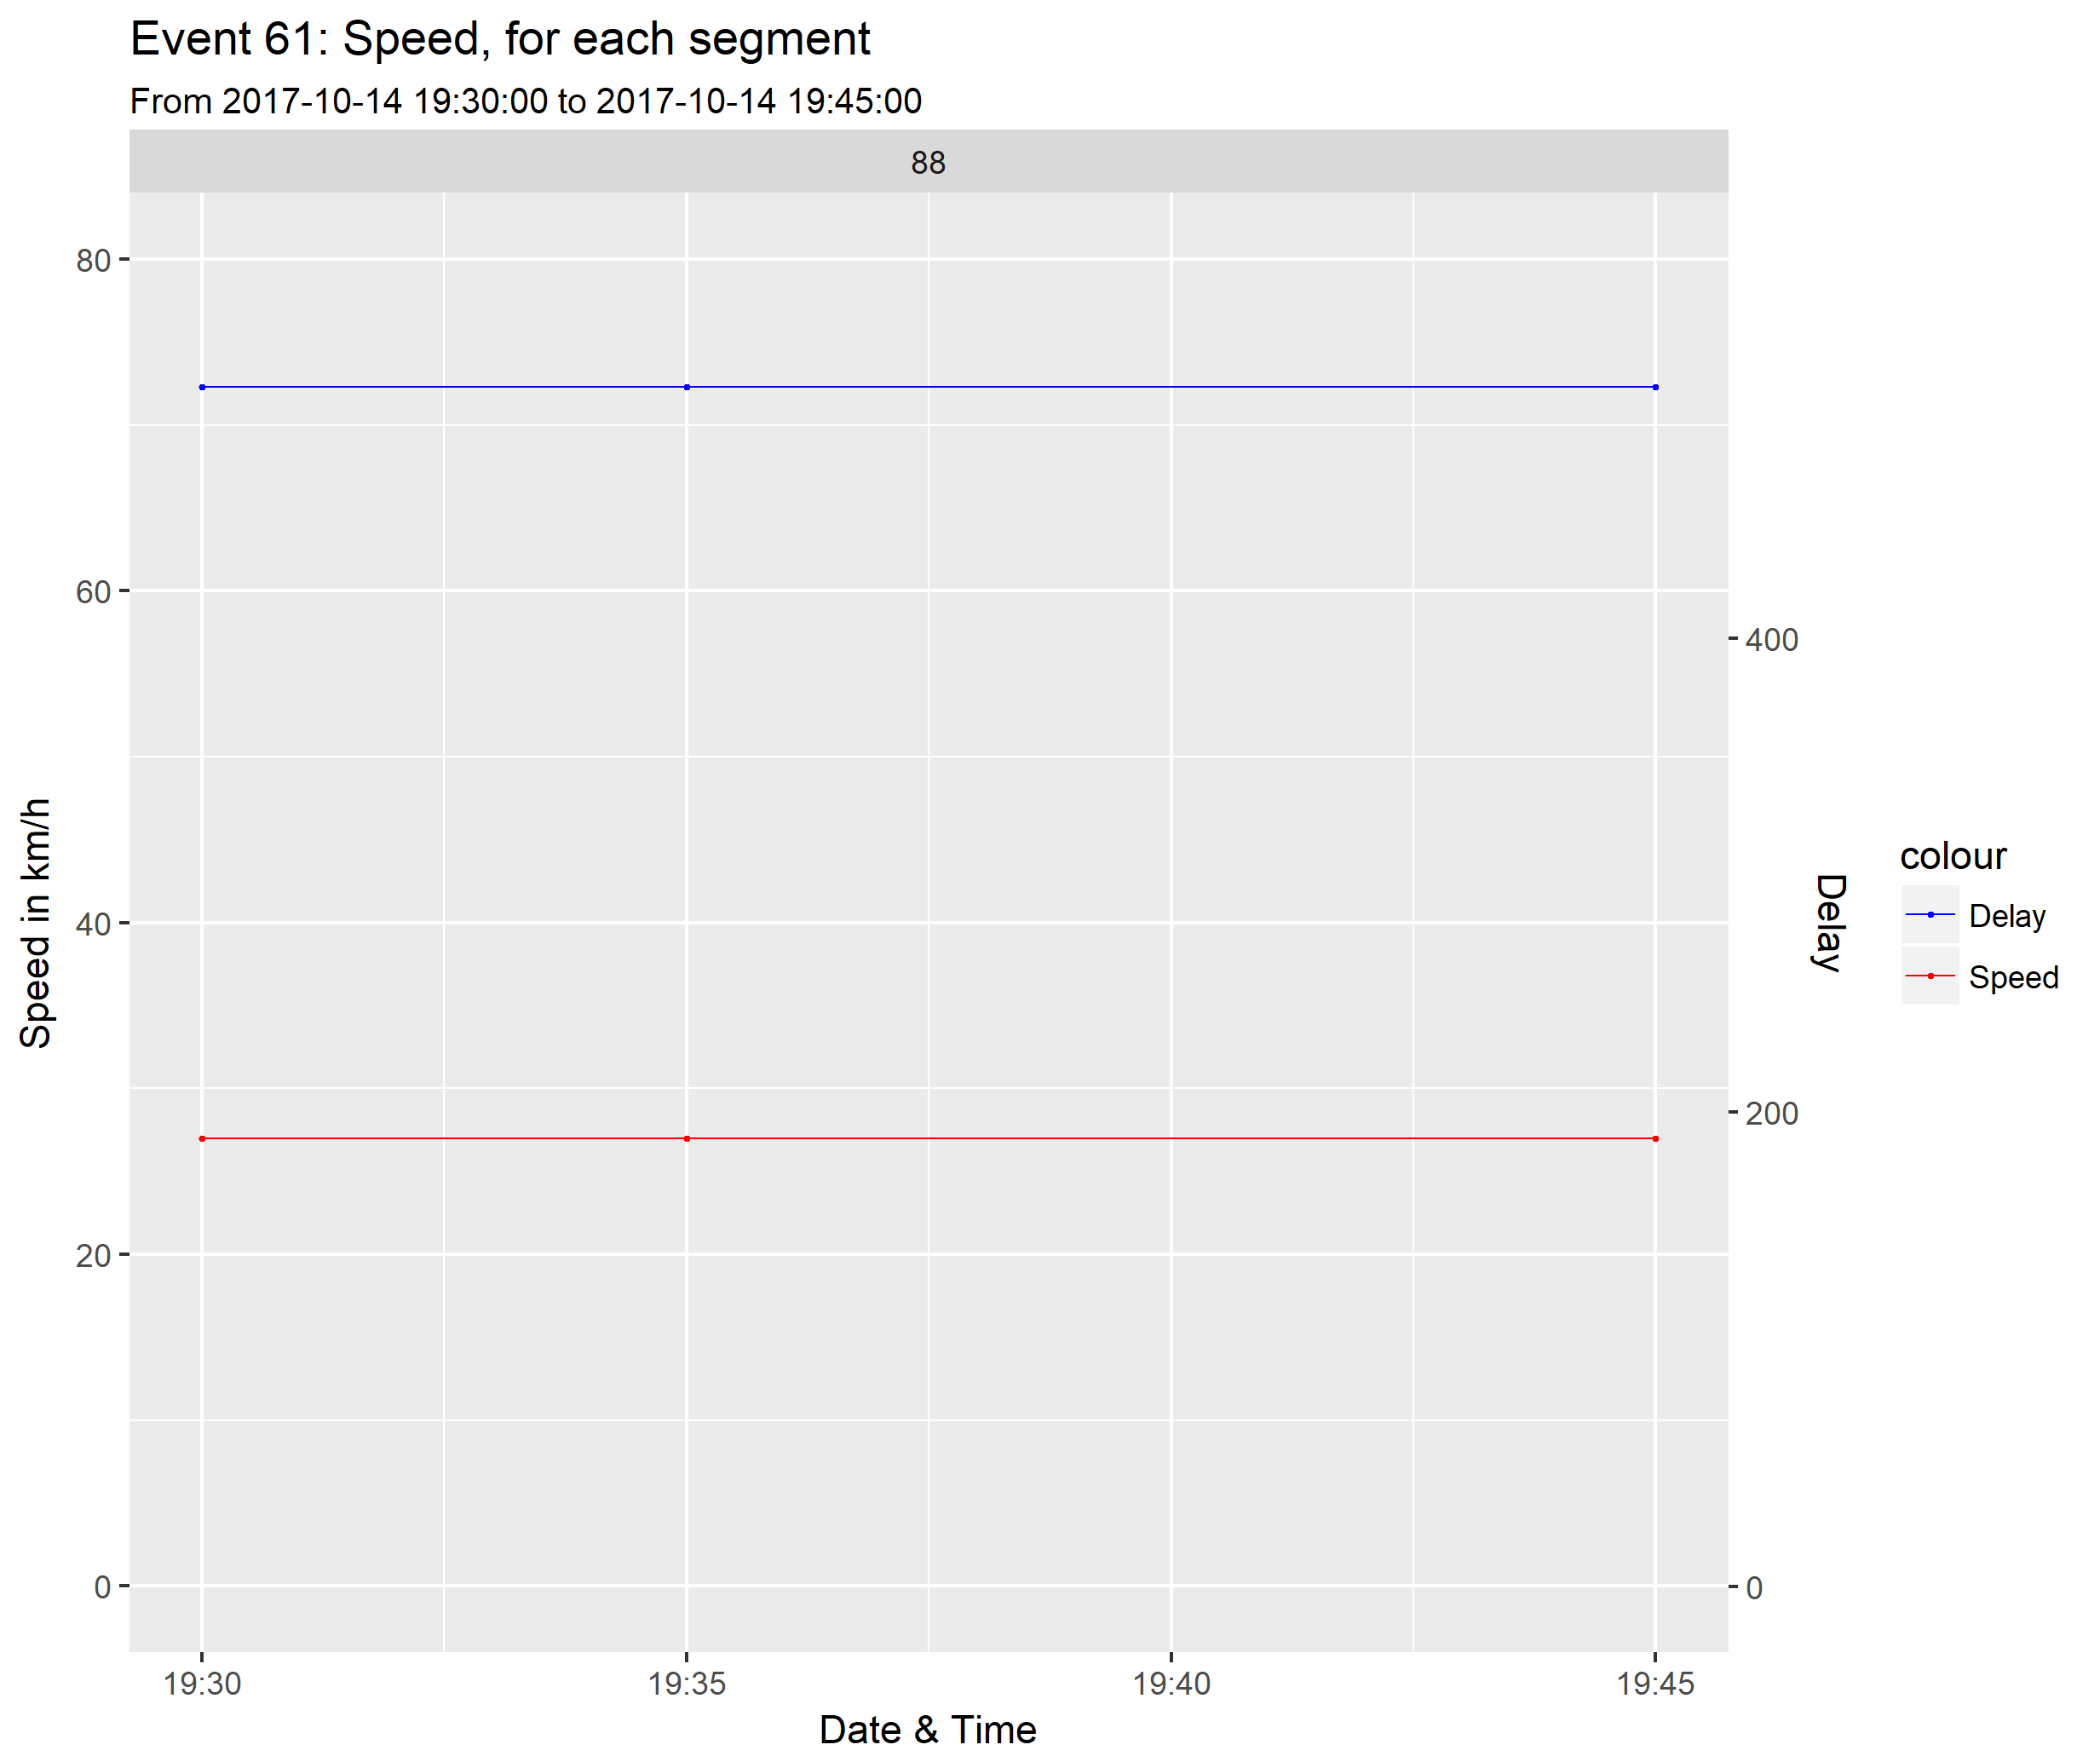 Event 61: Speed, for each segment
From 2017-10-14 19:30:00 to 2017-10-14 19:45:00
88
80
60
40
20
0
Speed in km/h
400
200
0
Delay
19:30
19:35
19:40
19:45
Date & Time
colour
Delay
Speed